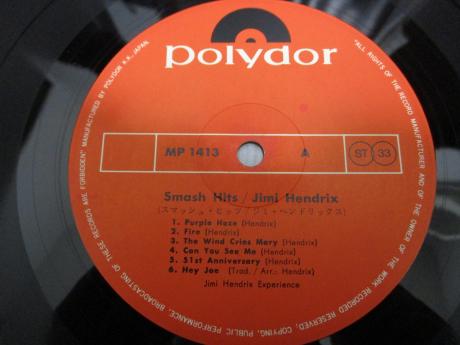 polydor
MP 1413 A ST 33
Smash Hits / Jimi Hendrix
(スマッシュ・ヒッツ/ジミ・ヘンドリックス)
1. Purple Haze (Hendrix)
2. Fire (Hendrix)
3. The Wind Cries Mery (Hendrix)
4. Can You See Me (Hendrix)
5. 51st Anniversary (Hendrix)
6. Hey Joe (Trad. / Arr.: Hendrix)
Jimi Hendrix Experience
"ALL RIGHTS OF THE RECORD MANUFACTURER AND OF THE OWNER OF THE WORK RECORDED RESERVED, COPYING, PUBLIC PERFORMANCE, BROADCASTING OF THESE RECORDS ARE FORBIDDEN" MANUFACTURED BY POLYDOR K.K., JAPAN